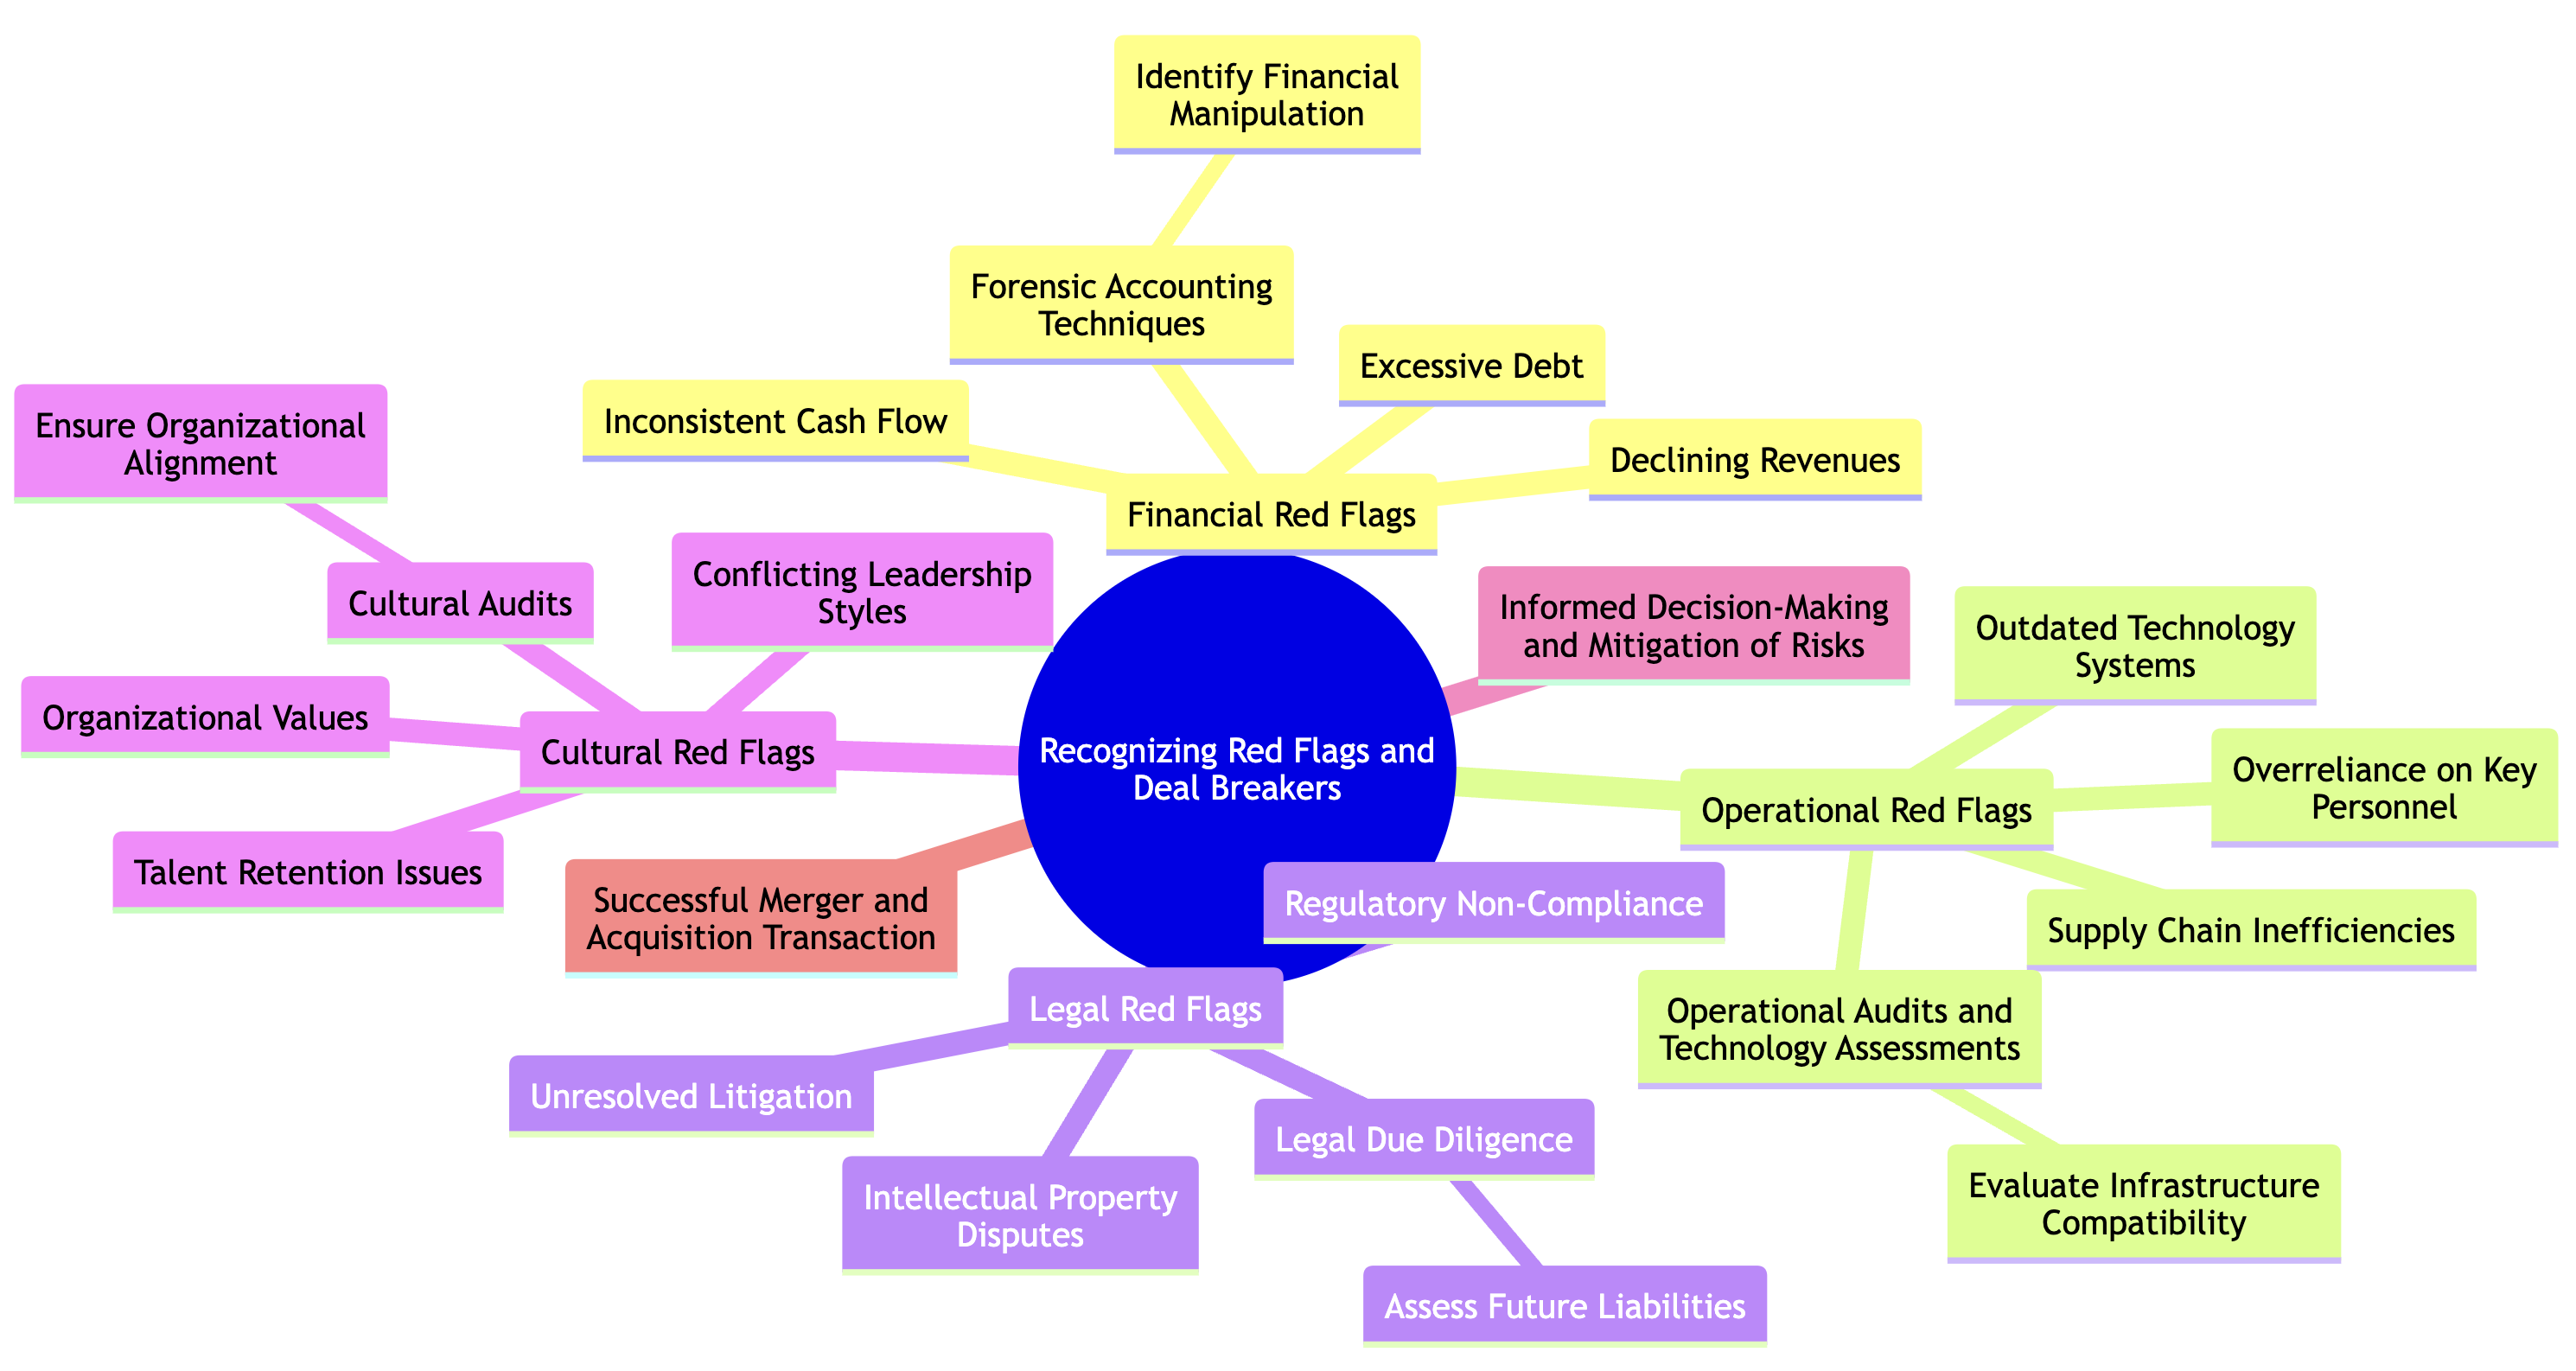 Identify Financial
Manipulation
Forensic Accounting
Techniques
Excessive Debt
Inconsistent Cash Flow
Declining Revenues
Financial Red Flags
Ensure Organizational
Alignment
Cultural Audits
Conflicting Leadership
Styles
Organizational Values
Cultural Red Flags
Talent Retention Issues
Recognizing Red Flags and
Deal Breakers
Informed Decision-Making
and Mitigation of Risks
Outdated Technology
Systems
Overreliance on Key
Personnel
Operational Red Flags
Supply Chain Inefficiencies
Operational Audits and
Technology Assessments
Evaluate Infrastructure
Compatibility
Successful Merger and
Acquisition Transaction
Regulatory Non-Compliance
Legal Red Flags
Unresolved Litigation
Intellectual Property
Disputes
Legal Due Diligence
Assess Future Liabilities